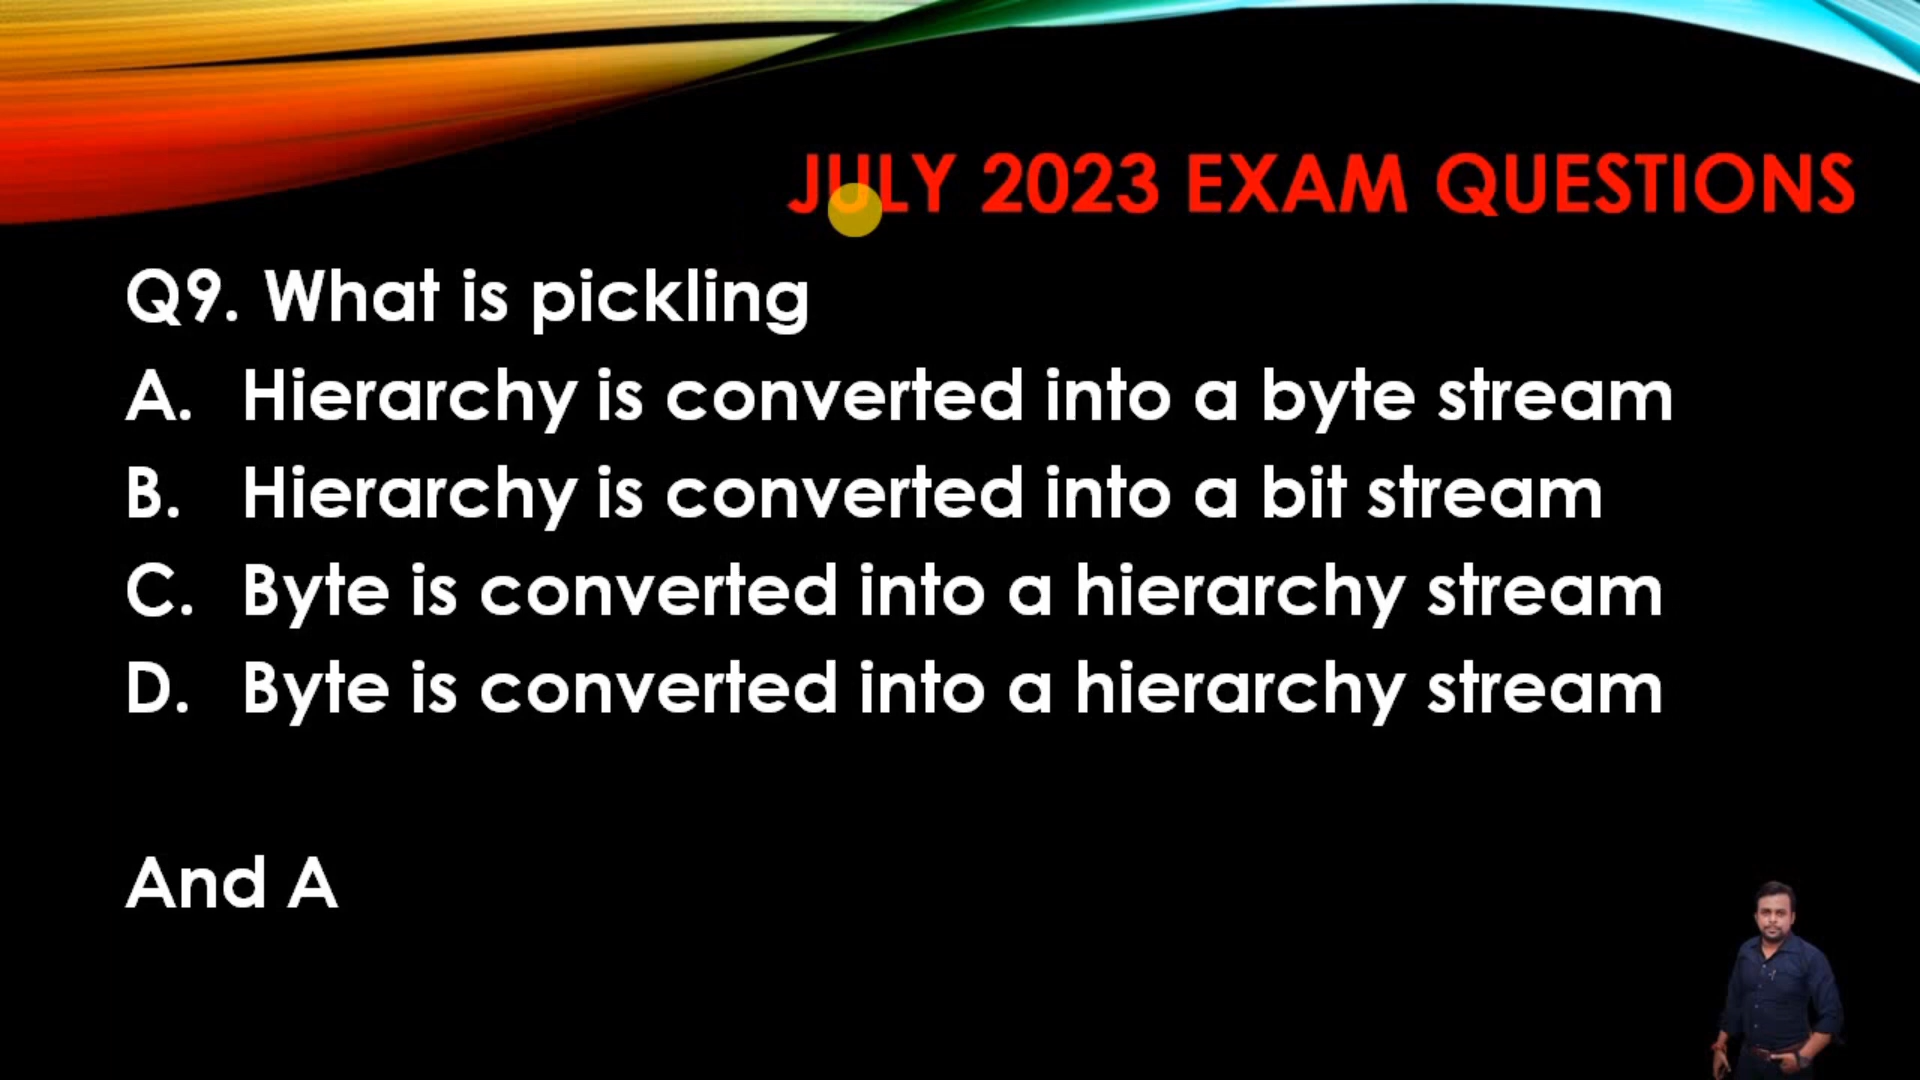 JULY 2023 EXAM QUESTIONS
Q9. What is pickling
A. Hierarchy is converted into a byte stream
B. Hierarchy is converted into a bit stream
C. Byte is converted into a hierarchy stream
D. Byte is converted into a hierarchy stream
And A